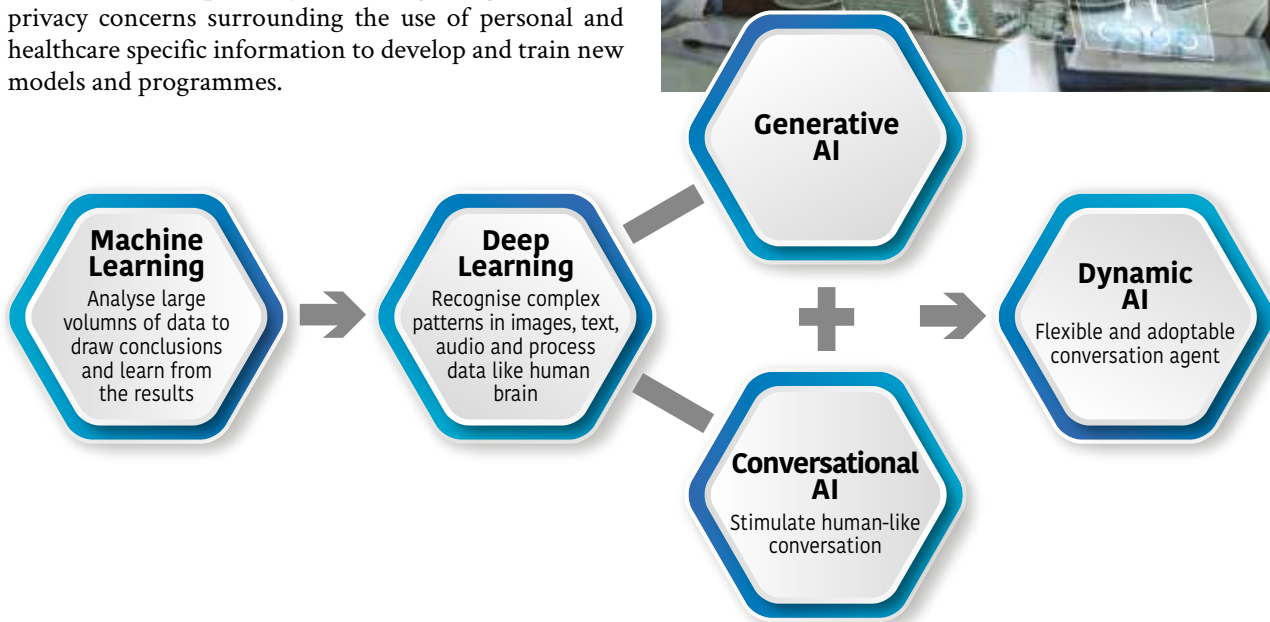 privacy concerns surrounding the use of personal and
healthcare specific information to develop and train new
models and programmes.
Generative
AI
Machine
Learning
Analyse large
volumns of data to
draw conclusions
and learn from
the results
Deep
Learning
Recognise complex
patterns in images, text,
audio and process
data like human
brain
Conversational
AI
Stimulate human-like
conversation
Dynamic
AI
Flexible and adoptable
conversation agent